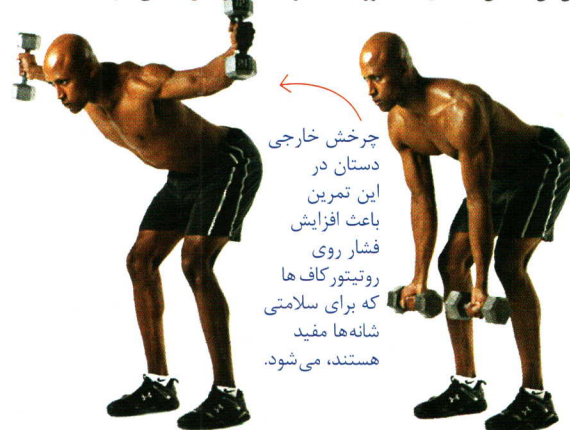 چرخش خارجی
دستان در
این تمرین
باعث افزایش
فشار روی
روتیتورکاف‌ها
که برای سلامتی
شانه‌ها مفید
هستند، می‌شود.